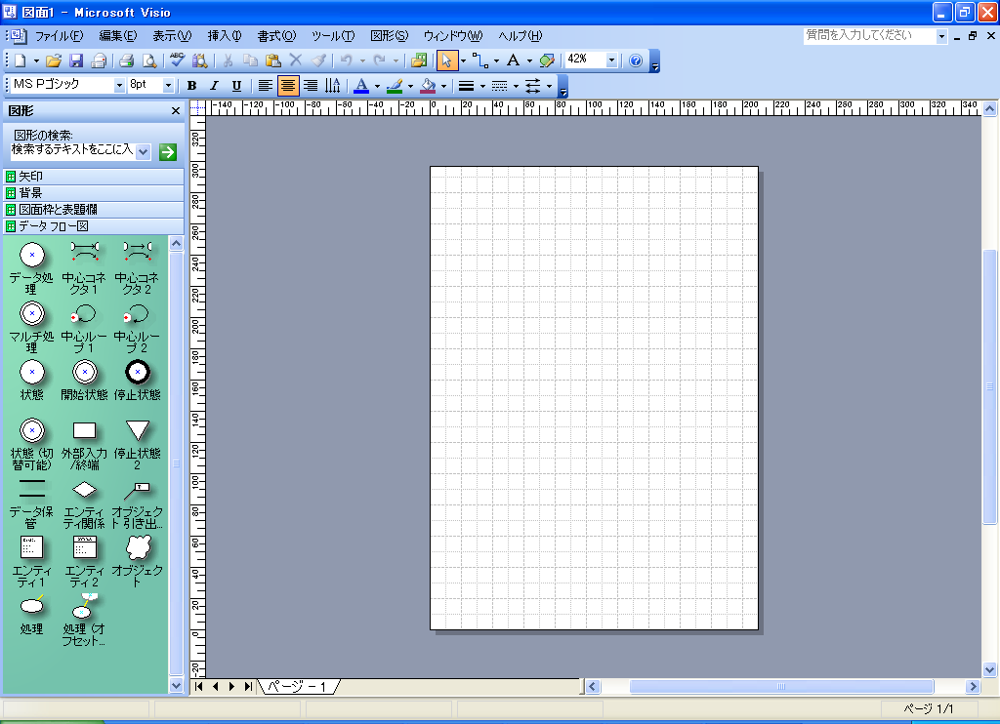 図面1 - Microsoft Visio
ファイル(F) 編集(E) 表示(V) 挿入(I) 書式(O) ツール(T) 図形(S) ウィンドウ(W) ヘルプ(H) 質問を入力してください
42%
MS Pゴシック 8pt B I U A
図形
-140 -120 -100 -80 -60 -40 -20 0 20 40 60 80 100 120 140 160 180 200 220 240 260 280 300 320 340
図形の検索:
検索するテキストをここに入
矢印
背景
図面枠と表題欄
データ フロー図
データ処理 中心コネクタ 1 中心コネクタ 2
マルチ処理 中心ループ 1 中心ループ 2
状態 開始状態 停止状態
状態 (切替可能) 外部入力/終端 停止状態 2
データ保管 エンティティ関係 オブジェクト 引き出...
エンティティ 1 エンティティ 2 オブジェクト
処理 処理 (オフセット...
320 300 280 260 240 220 200 180 160 140 120 100 80 60 40 20 0 -20
ページ - 1
ページ 1/1